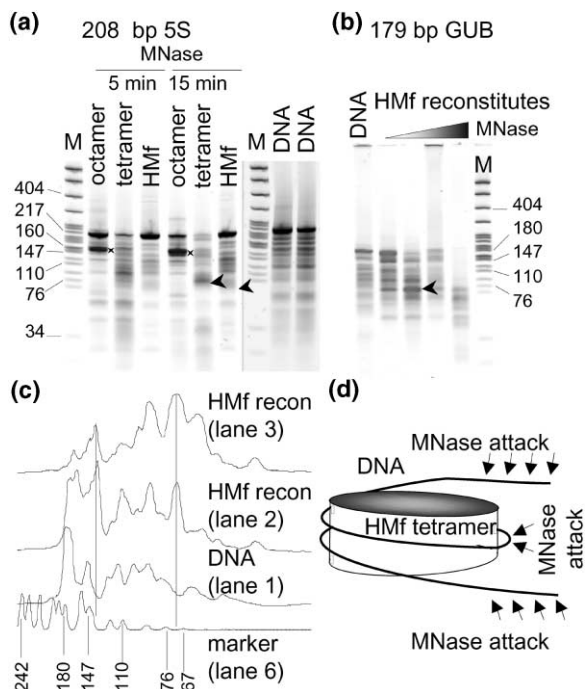 (a)
208 bp 5S
MNase
5 min 15 min
M octamer tetramer HMf octamer tetramer HMf M DNA DNA
404
217
160
147
110
76
34
x x
(b) 179 bp GUB
DNA HMf reconstitutes
MNase
M
404
180
147
110
76
(c)
HMf recon
(lane 3)
HMf recon
(lane 2)
DNA
(lane 1)
marker
(lane 6)
242 180 147 110 76 67
(d)
MNase attack
DNA
HMf tetramer
MNase
attack
MNase attack